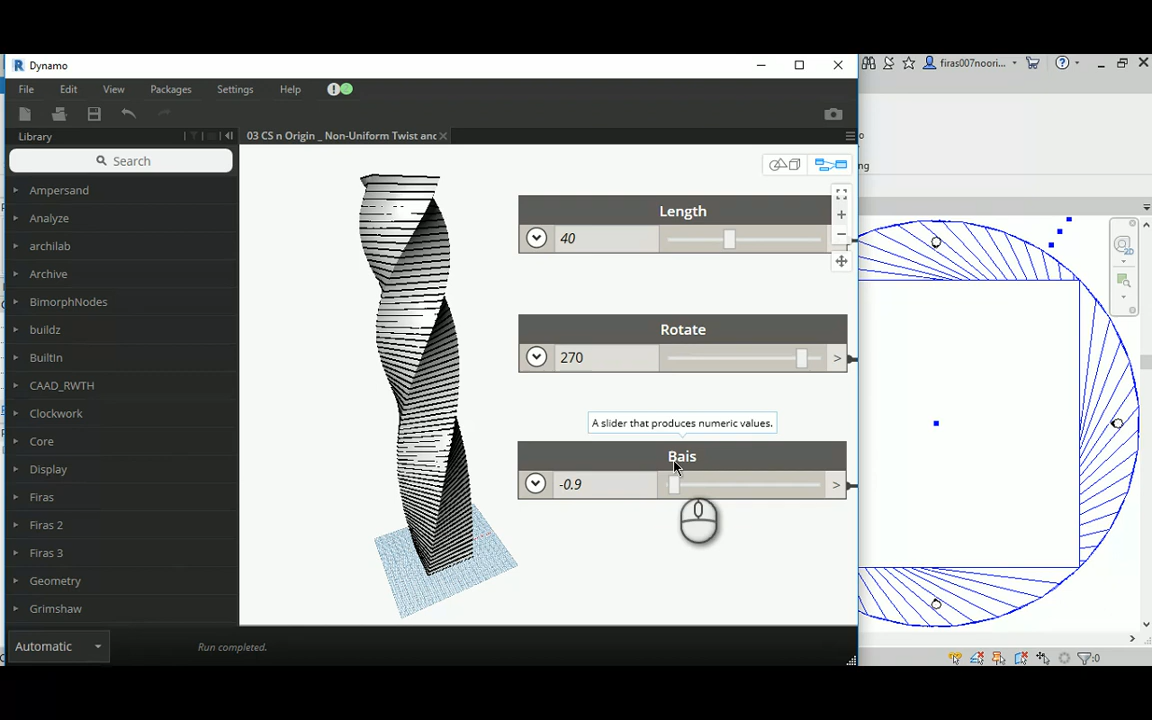 Dynamo
firas007noori...
File Edit View Packages Settings Help
Library
03 CS n Origin _ Non-Uniform Twist and
Search
Ampersand
Analyze
archilab
Archive
BimorphNodes
buildz
BuiltIn
CAAD_RWTH
Clockwork
Core
Display
Firas
Firas 2
Firas 3
Geometry
Grimshaw
Length
40
Rotate
270
>
A slider that produces numeric values.
Bais
-0.9
>
Automatic
Run completed.
:0